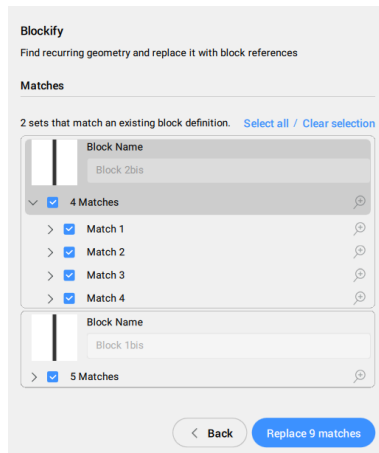 Blockify
Find recurring geometry and replace it with block references
Matches
2 sets that match an existing block definition. Select all / Clear selection
Block Name
Block 2bis
4 Matches
Match 1
Match 2
Match 3
Match 4
Block Name
Block 1bis
5 Matches
Back Replace 9 matches